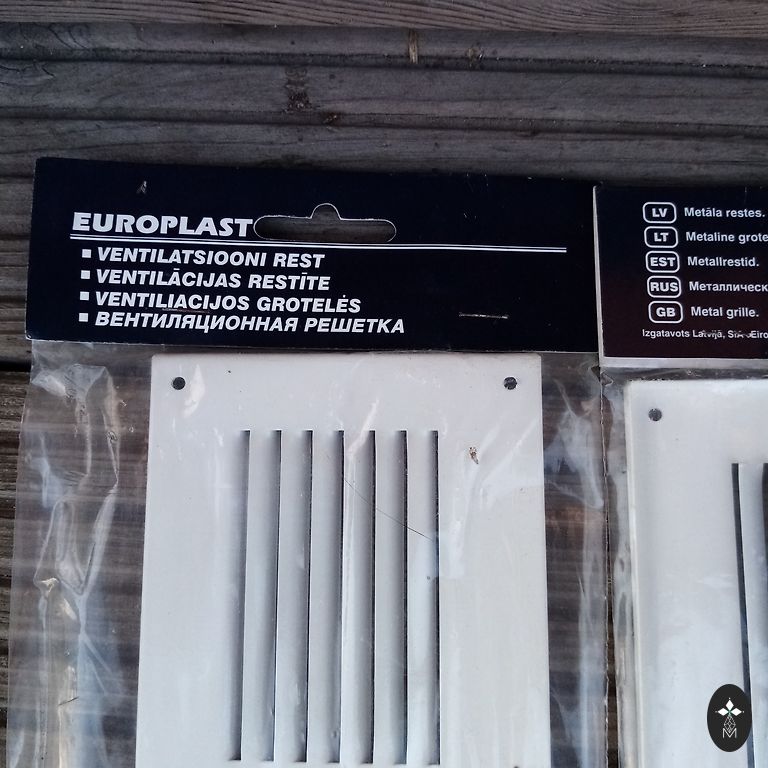 EUROPLAST
VENTILATSIOONI REST
VENTILĀCIJAS RESTĪTE
VENTILIACIJOS GROTELĖS
ВЕНТИЛЯЦИОННАЯ РЕШЕТКА
LV Metāla restes.
LT Metaline grote
EST Metallrestid.
RUS Металлическ
GB Metal grille.
Izgatavots Latvijā, SIA Eiro